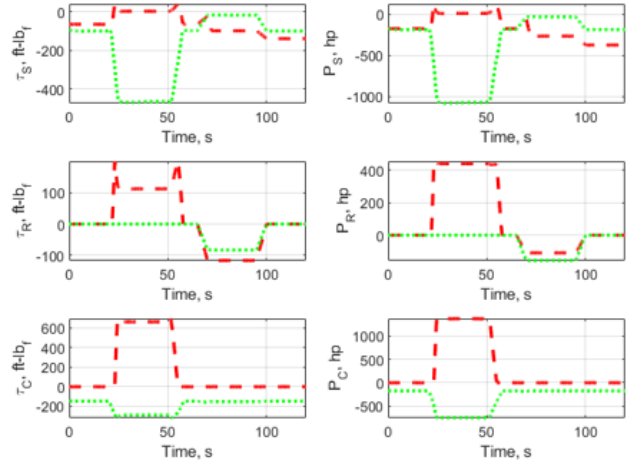 τS, ft-lbf
0
-200
-400
0 50 100
Time, s
PS, hp
0
-500
-1000
0 50 100
Time, s
τR, ft-lbf
100
0
-100
0 50 100
Time, s
PR, hp
400
200
0
0 50 100
Time, s
τC, ft-lbf
600
400
200
0
-200
0 50 100
Time, s
PC, hp
1000
500
0
-500
0 50 100
Time, s